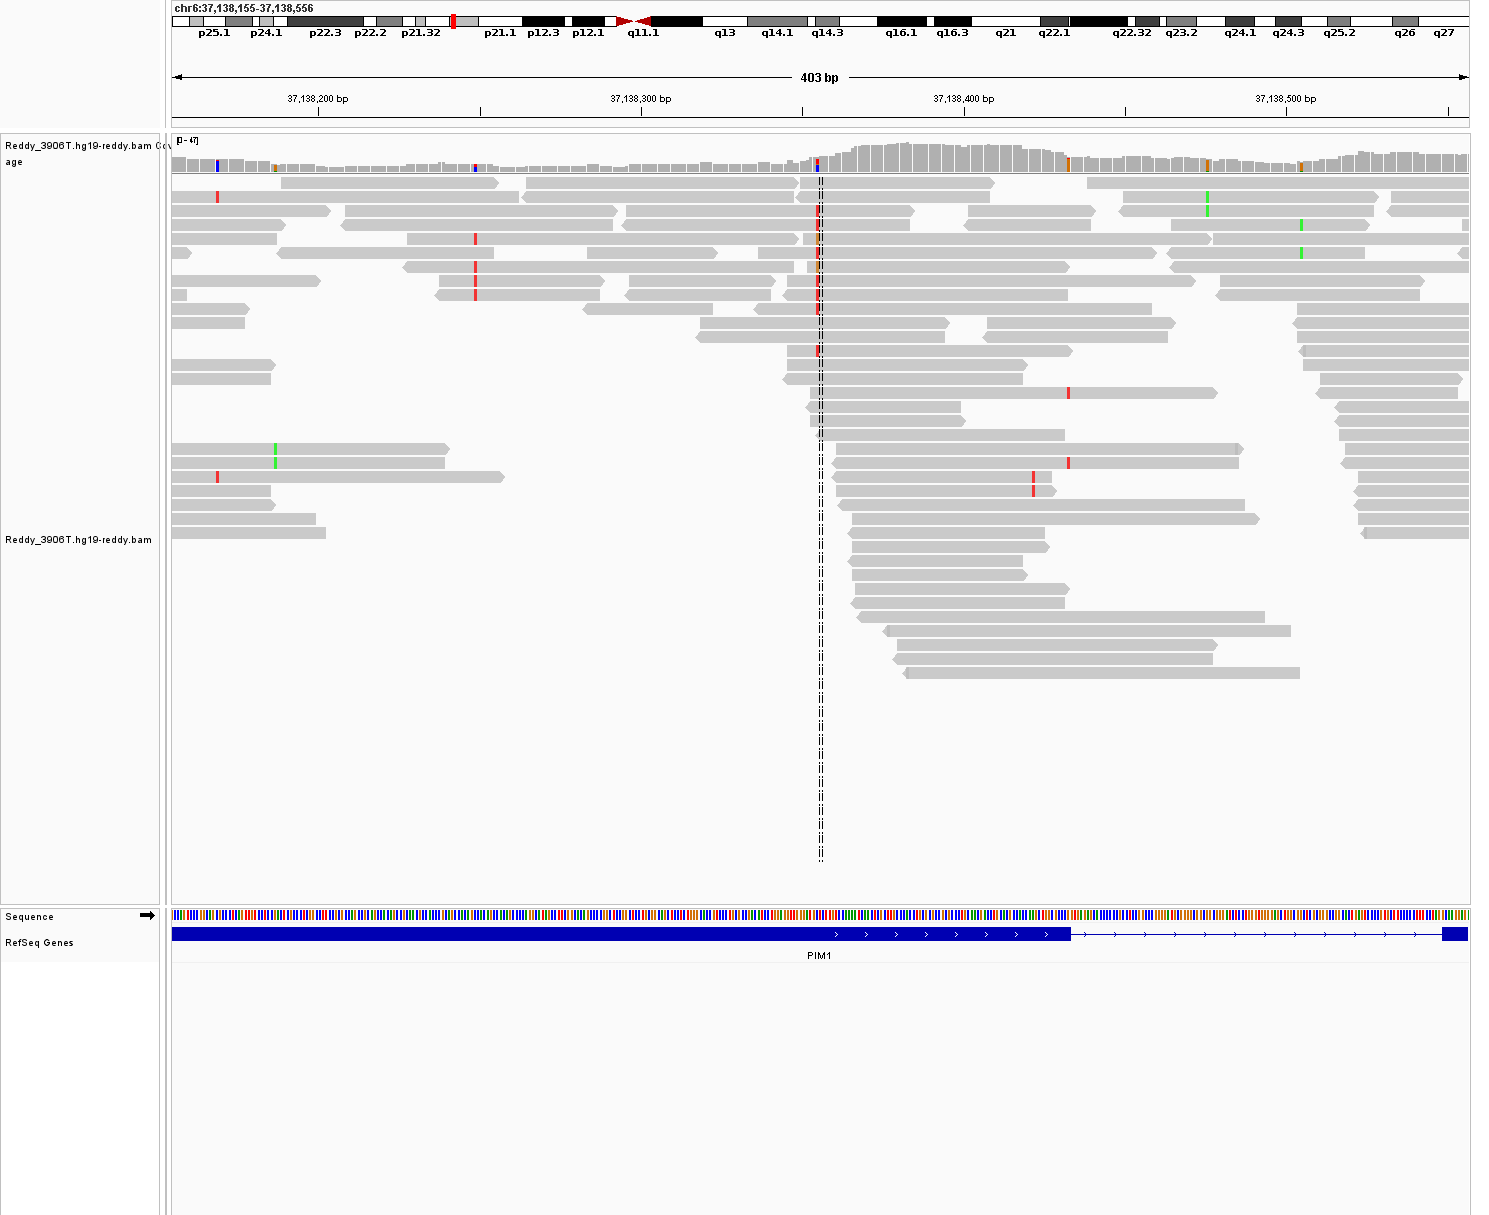 chr6:37,138,155-37,138,556
p25.1 p24.1 p22.3 p22.2 p21.32 p21.1 p12.3 p12.1 q11.1 q13 q14.1 q14.3 q16.1 q16.3 q21 q22.1 q22.32 q23.2 q24.1 q24.3 q25.2 q26 q27
403 bp
37,138,200 bp 37,138,300 bp 37,138,400 bp 37,138,500 bp
Reddy_3906T.hg19-reddy.bam Cov
age
[0 - 47]
Reddy_3906T.hg19-reddy.bam
Sequence
RefSeq Genes
PIM1